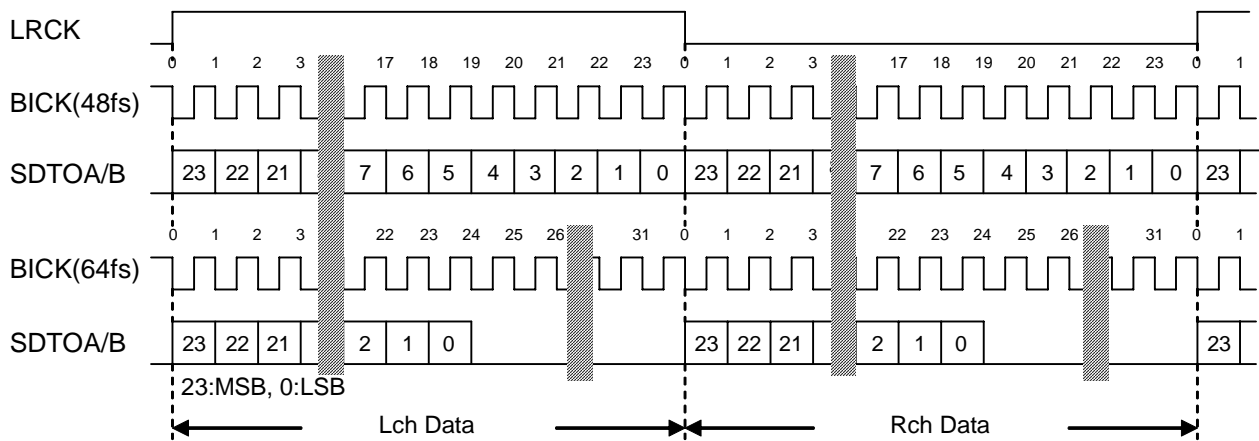 LRCK
0 1 2 3 17 18 19 20 21 22 23 0 1 2 3 17 18 19 20 21 22 23 0 1
BICK(48fs)
SDTOA/B 23 22 21 7 6 5 4 3 2 1 0 23 22 21 7 6 5 4 3 2 1 0 23
0 1 2 3 22 23 24 25 26 31 0 1 2 3 22 23 24 25 26 31 0 1
BICK(64fs)
SDTOA/B 23 22 21 2 1 0 23 22 21 2 1 0 23
23:MSB, 0:LSB
Lch Data Rch Data